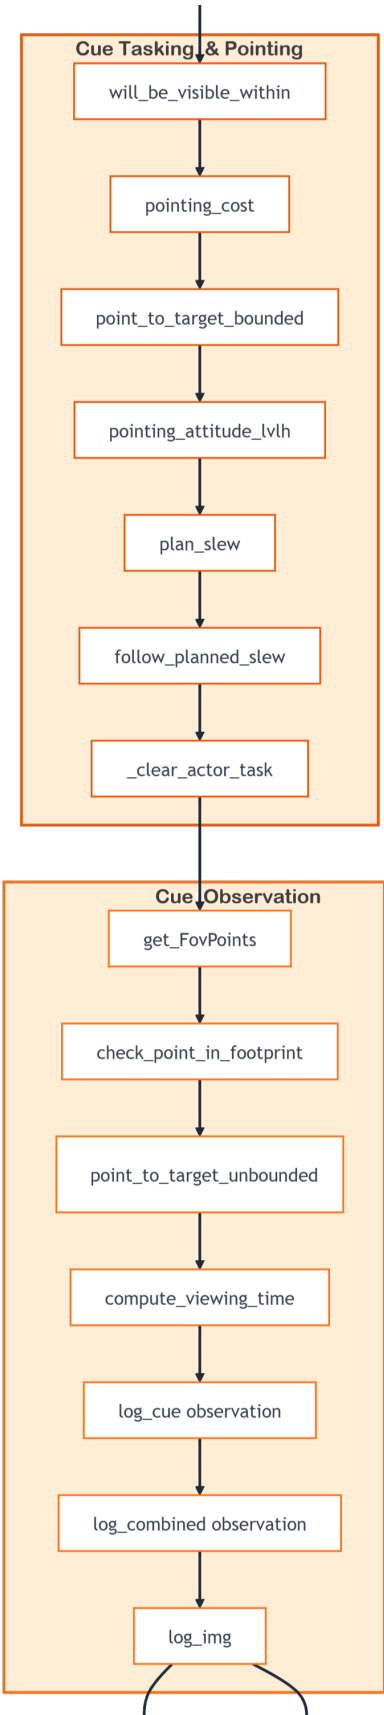 Cue Tasking & Pointing
will_be_visible_within
pointing_cost
point_to_target_bounded
pointing_attitude_lvlh
plan_slew
follow_planned_slew
_clear_actor_task
Cue Observation
get_FovPoints
check_point_in_footprint
point_to_target_unbounded
compute_viewing_time
log_cue observation
log_combined observation
log_img